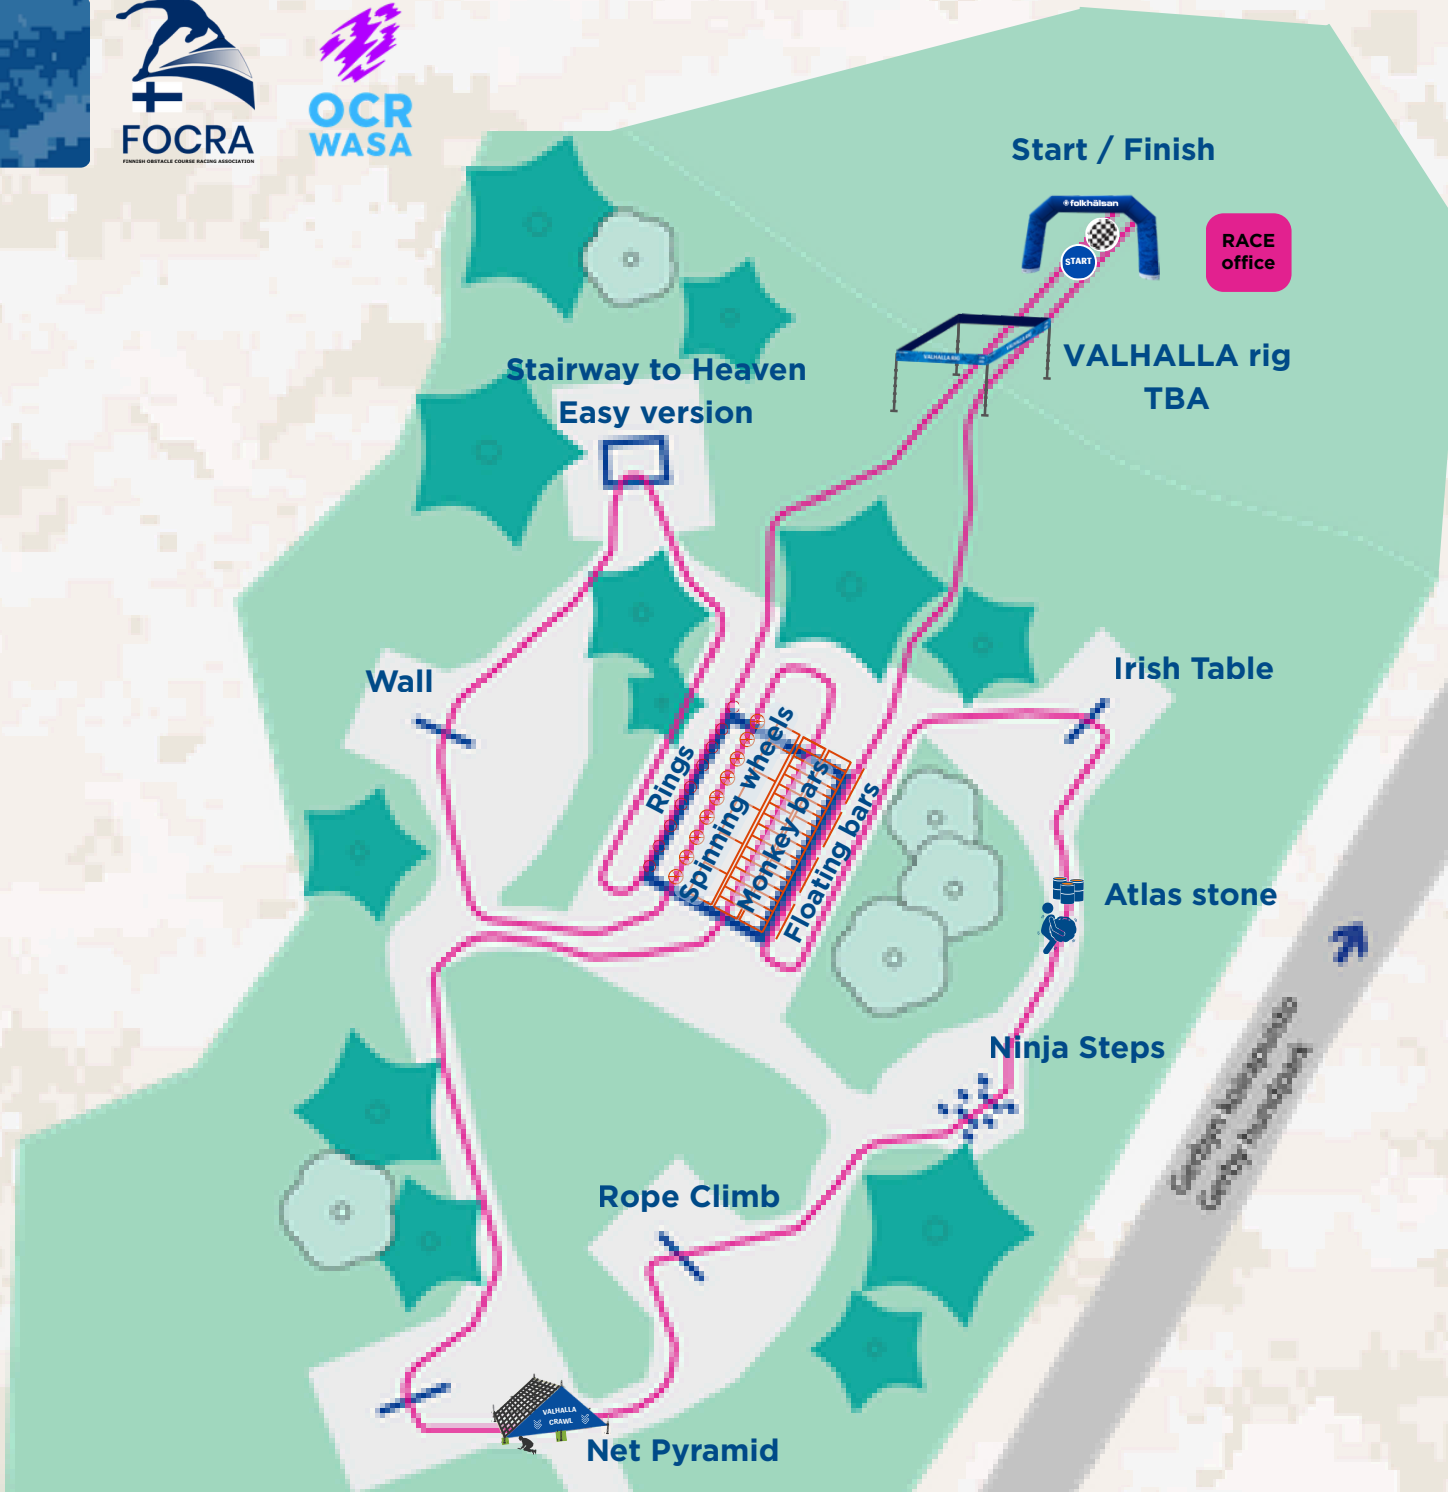 FOCRA
FINNISH OBSTACLE COURSE RACING ASSOCIATION
OCR
WASA
Start / Finish
folkhälsan
START
RACE
office
VALHALLA RIG
VALHALLA rig
TBA
Stairway to Heaven
Easy version
Wall
Irish Table
Rings
Spinning wheels
Monkey bars
Floating bars
Atlas stone
Ninja Steps
Rope Climb
VALHALLA
CRAWL
Net Pyramid